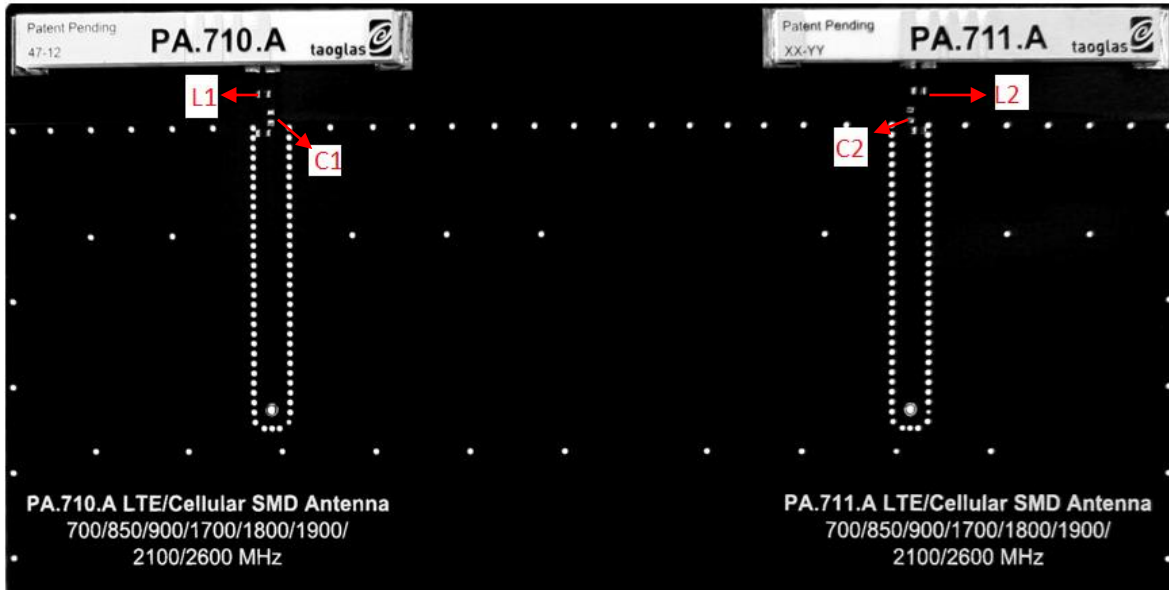 Patent Pending
47-12
PA.710.A
taoglas
Patent Pending
XX-YY
PA.711.A
taoglas
L1
L2
C1
C2
PA.710.A LTE/Cellular SMD Antenna
700/850/900/1700/1800/1900/
2100/2600 MHz
PA.711.A LTE/Cellular SMD Antenna
700/850/900/1700/1800/1900/
2100/2600 MHz